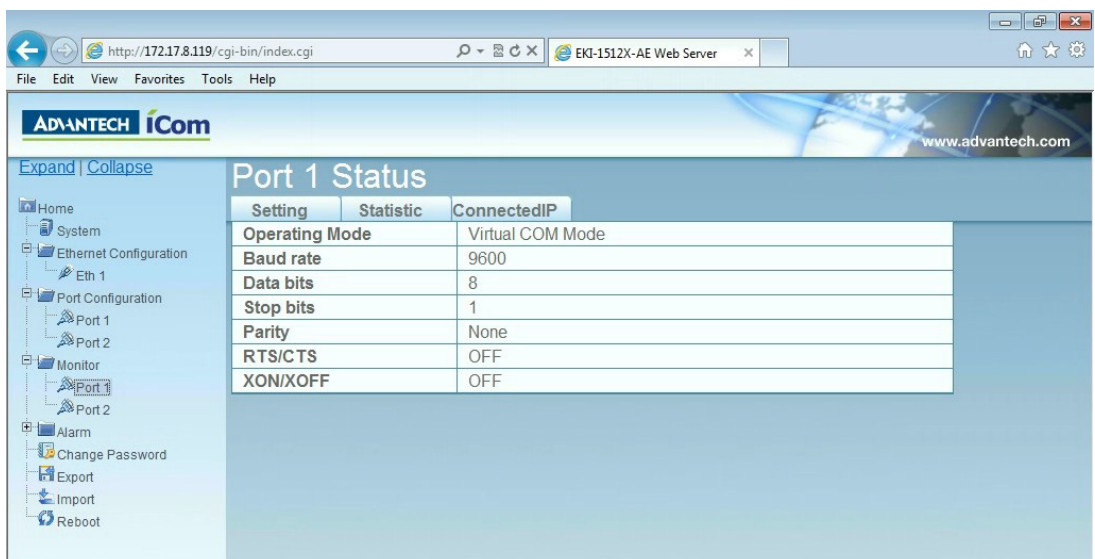 http://172.17.8.119/cgi-bin/index.cgi
EKI-1512X-AE Web Server
File Edit View Favorites Tools Help
ADVANTECH iCom
www.advantech.com
Expand | Collapse
Home
System
Ethernet Configuration
Eth 1
Port Configuration
Port 1
Port 2
Monitor
Port 1
Port 2
Alarm
Change Password
Export
Import
Reboot
Port 1 Status
Setting Statistic ConnectedIP
Operating Mode Virtual COM Mode
Baud rate 9600
Data bits 8
Stop bits 1
Parity None
RTS/CTS OFF
XON/XOFF OFF